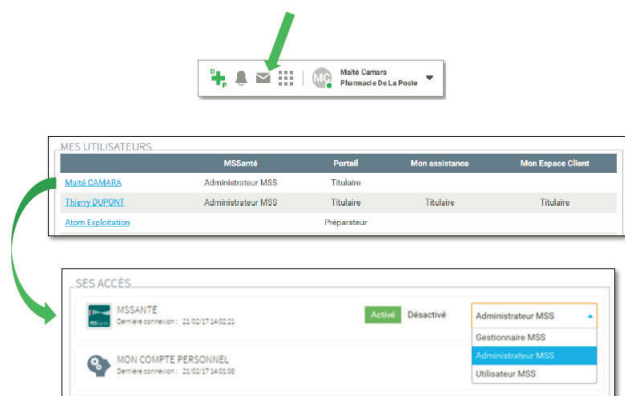 D
P
MC
Maïté Camara
Pharmacie De La Poste
MES UTILISATEURS
MSSanté Portail Mon assistance Mon Espace Client
Maïté CAMARA Administrateur MSS Titulaire
Thierry DUPONT Administrateur MSS Titulaire Titulaire Titulaire
Atom Exploitation Préparateur
SES ACCÈS
MSSANTÉ
Dernière connexion : 21/02/17 14:02:21
Activé Désactivé
Administrateur MSS
Gestionnaire MSS
Administrateur MSS
Utilisateur MSS
MON COMPTE PERSONNEL
Dernière connexion : 21/02/17 14:01:08